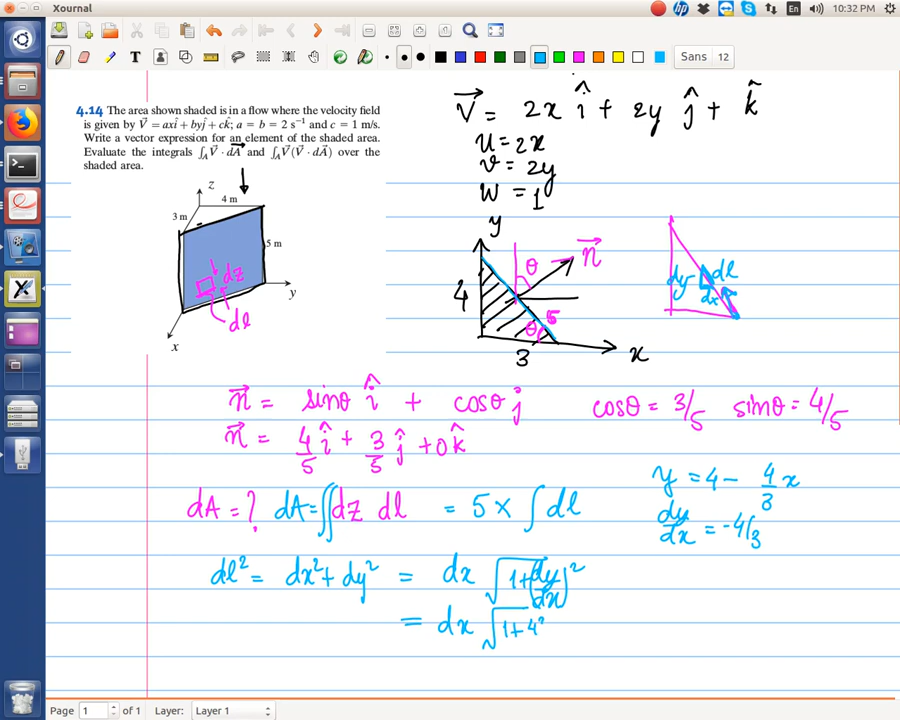 En 10:32 PM
Sans 12
4.14 The area shown shaded is in a flow where the velocity field
is given by V⃗ = axî + byĵ + ck̂; a = b = 2 s⁻¹ and c = 1 m/s.
Write a vector expression for an element of the shaded area.
Evaluate the integrals ∫A V⃗ · dA⃗ and ∫A V⃗(V⃗ · dA⃗) over the
shaded area.
z
4 m
3 m
5 m
dz
dl
y
x
V⃗ = 2x î + 2y ĵ + k̂
u = 2x
v = 2y
w = 1
y
θ
n⃗
4
5
θ
3
x
dy
dl
dx
n⃗ = sinθ î + cosθ j
cosθ = 3/5 sinθ = 4/5
n⃗ = 4/5 î + 3/5 ĵ + 0 k̂
dA = ? dA = ∬ dz dl = 5 × ∫ dl
y = 4 - 4/3 x
dy/dx = -4/3
dl² = dx² + dy² = dx √1+(dy/dx)²
= dx √1+4²
Page 1 of 1 Layer: Layer 1